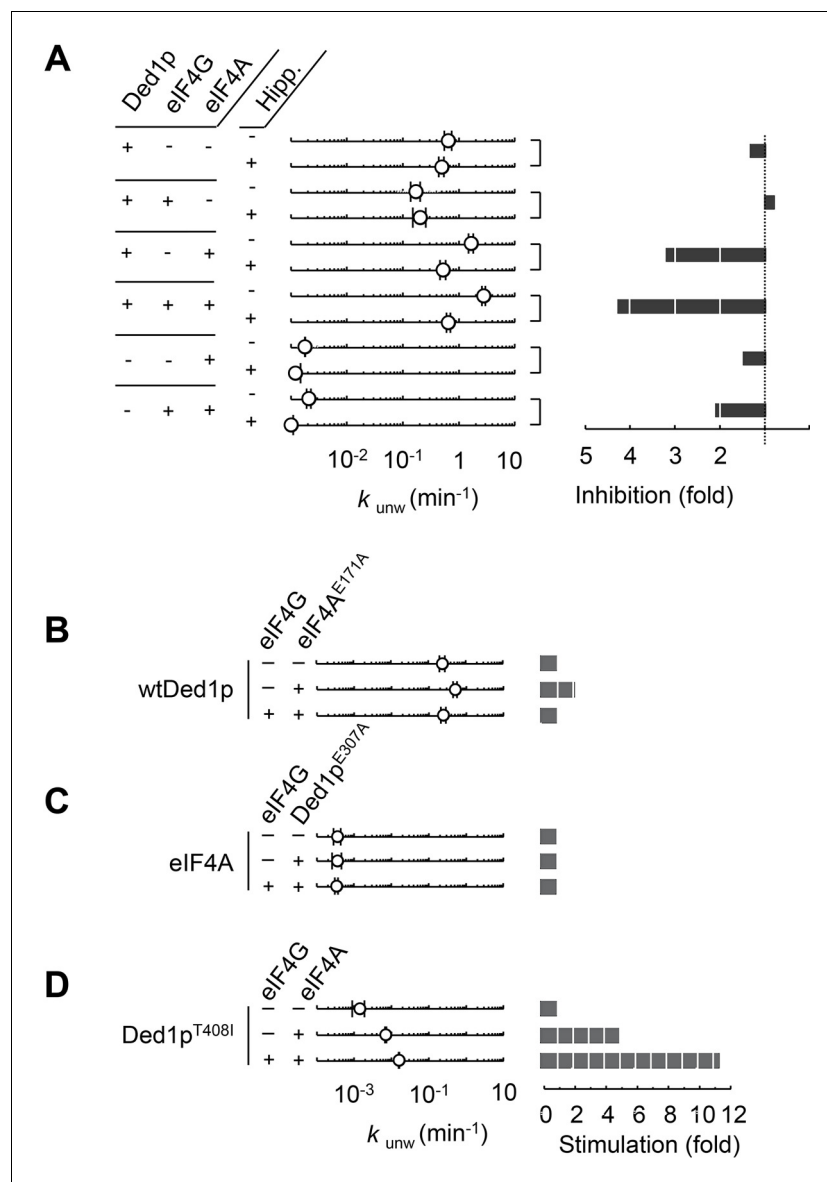 A
Ded1p eIF4G eIF4A Hipp.
+ - - -
+
+ + - -
+
+ - + -
+
+ + + -
+
- - + -
+
- + + -
+
10-2 10-1 1 10
k unw (min-1)
5 4 3 2
Inhibition (fold)
B
eIF4G eIF4AE171A
– –
wtDed1p – +
+ +
C
eIF4G Ded1pE307A
– –
eIF4A – +
+ +
D
eIF4G eIF4A
– –
Ded1pT408I – +
+ +
10-3 10-1 10
k unw (min-1)
0 2 4 6 8 10 12
Stimulation (fold)